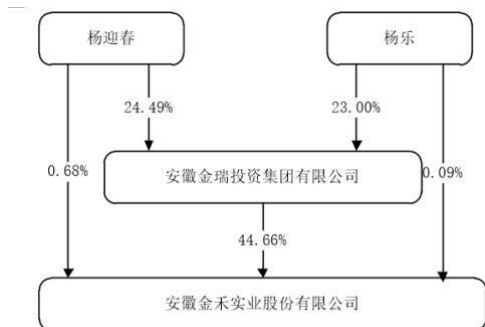 杨迎春
杨乐
24.49%
23.00%
0.68%
安徽金瑞投资集团有限公司
0.09%
44.66%
安徽金禾实业股份有限公司